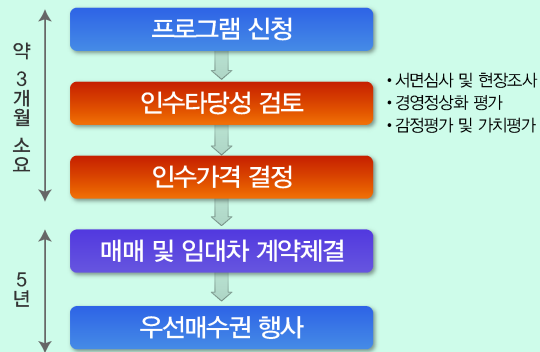 약 3개월 소요
프로그램 신청
인수타당성 검토
• 서면심사 및 현장조사
• 경영정상화 평가
• 감정평가 및 가치평가
인수가격 결정
5년
매매 및 임대차 계약체결
우선매수권 행사